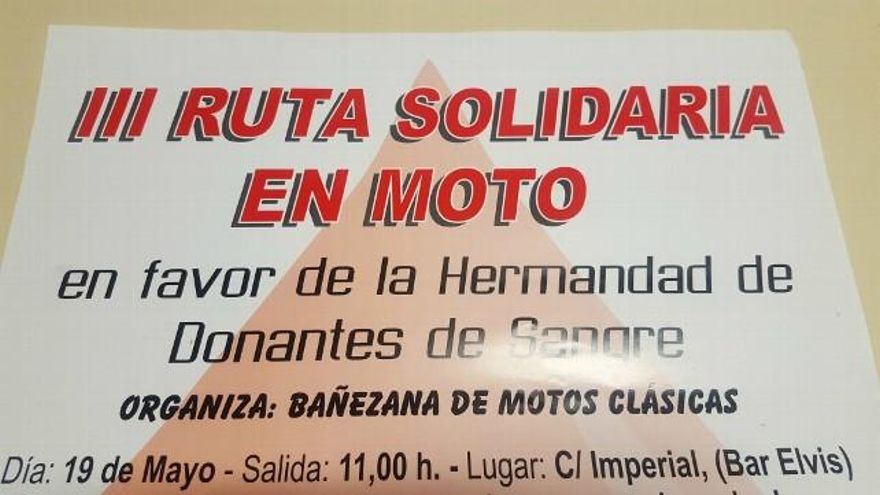 III RUTA SOLIDARIA
EN MOTO
en favor de la Hermandad de
Donantes de Sangre
ORGANIZA: BAÑEZANA DE MOTOS CLÁSICAS
Día: 19 de Mayo - Salida: 11,00 h. - Lugar: C/ Imperial, (Bar Elvis)